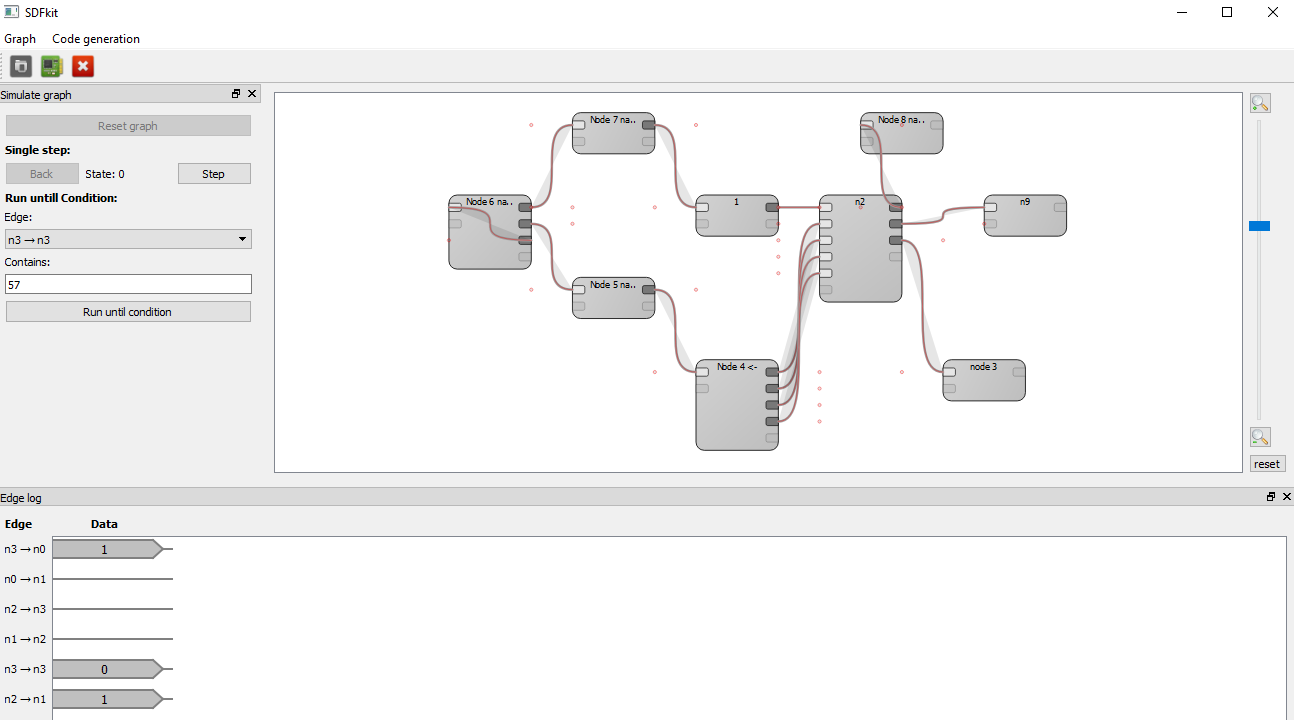 SDFkit
Graph Code generation
Simulate graph
Reset graph
Single step:
Back State: 0 Step
Run untill Condition:
Edge:
n3 → n3
Contains:
57
Run until condition
Node 7 na..
Node 8 na..
Node 6 na..
1
n2
n9
Node 5 na..
Node 4 <-
node 3
reset
Edge log
Edge Data
n3 → n0 1
n0 → n1
n2 → n3
n1 → n2
n3 → n3 0
n2 → n1 1